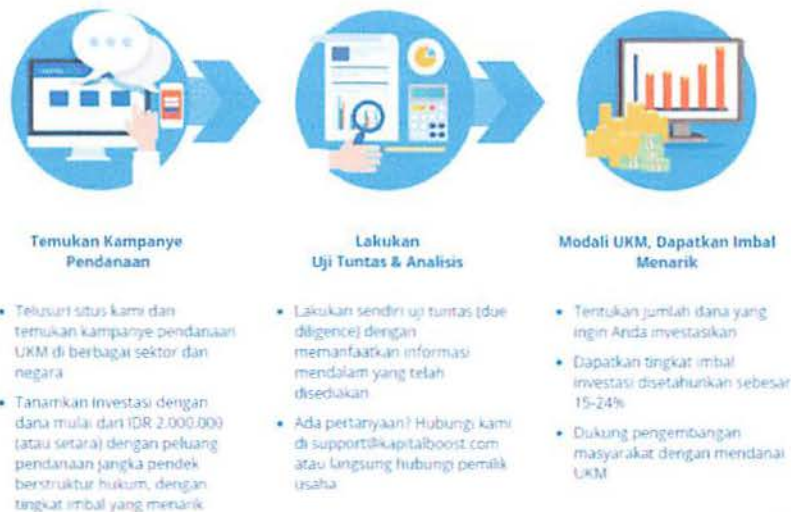 Temukan Kampanye
Pendanaan
Telusuri situs kami dan
temukan kampanye pendanaan
UKM di berbagai sektor dan
negara
Tanamkan Investasi dengan
dana mulai dari IDR 2.000.000
(atau setara) dengan peluang
pendanaan jangka pendek
berstruktur hukum, dengan
tingkat imbal yang menarik
Lakukan
Uji Tuntas & Analisis
Lakukan sendiri uji tuntas (due
diligence) dengan
memanfaatkan informasi
mendalam yang telah
disediakan
Ada pertanyaan? Hubungi kami
di support@kapitalboost.com
atau langsung hubungi pemilik
usaha
Modali UKM, Dapatkan Imbal
Menarik
Tentukan jumlah dana yang
ingin Anda investasikan
Dapatkan tingkat imbal
investasi disetahunkan sebesar
15-24%
Dukung pengembangan
masyarakat dengan mendanai
UKM